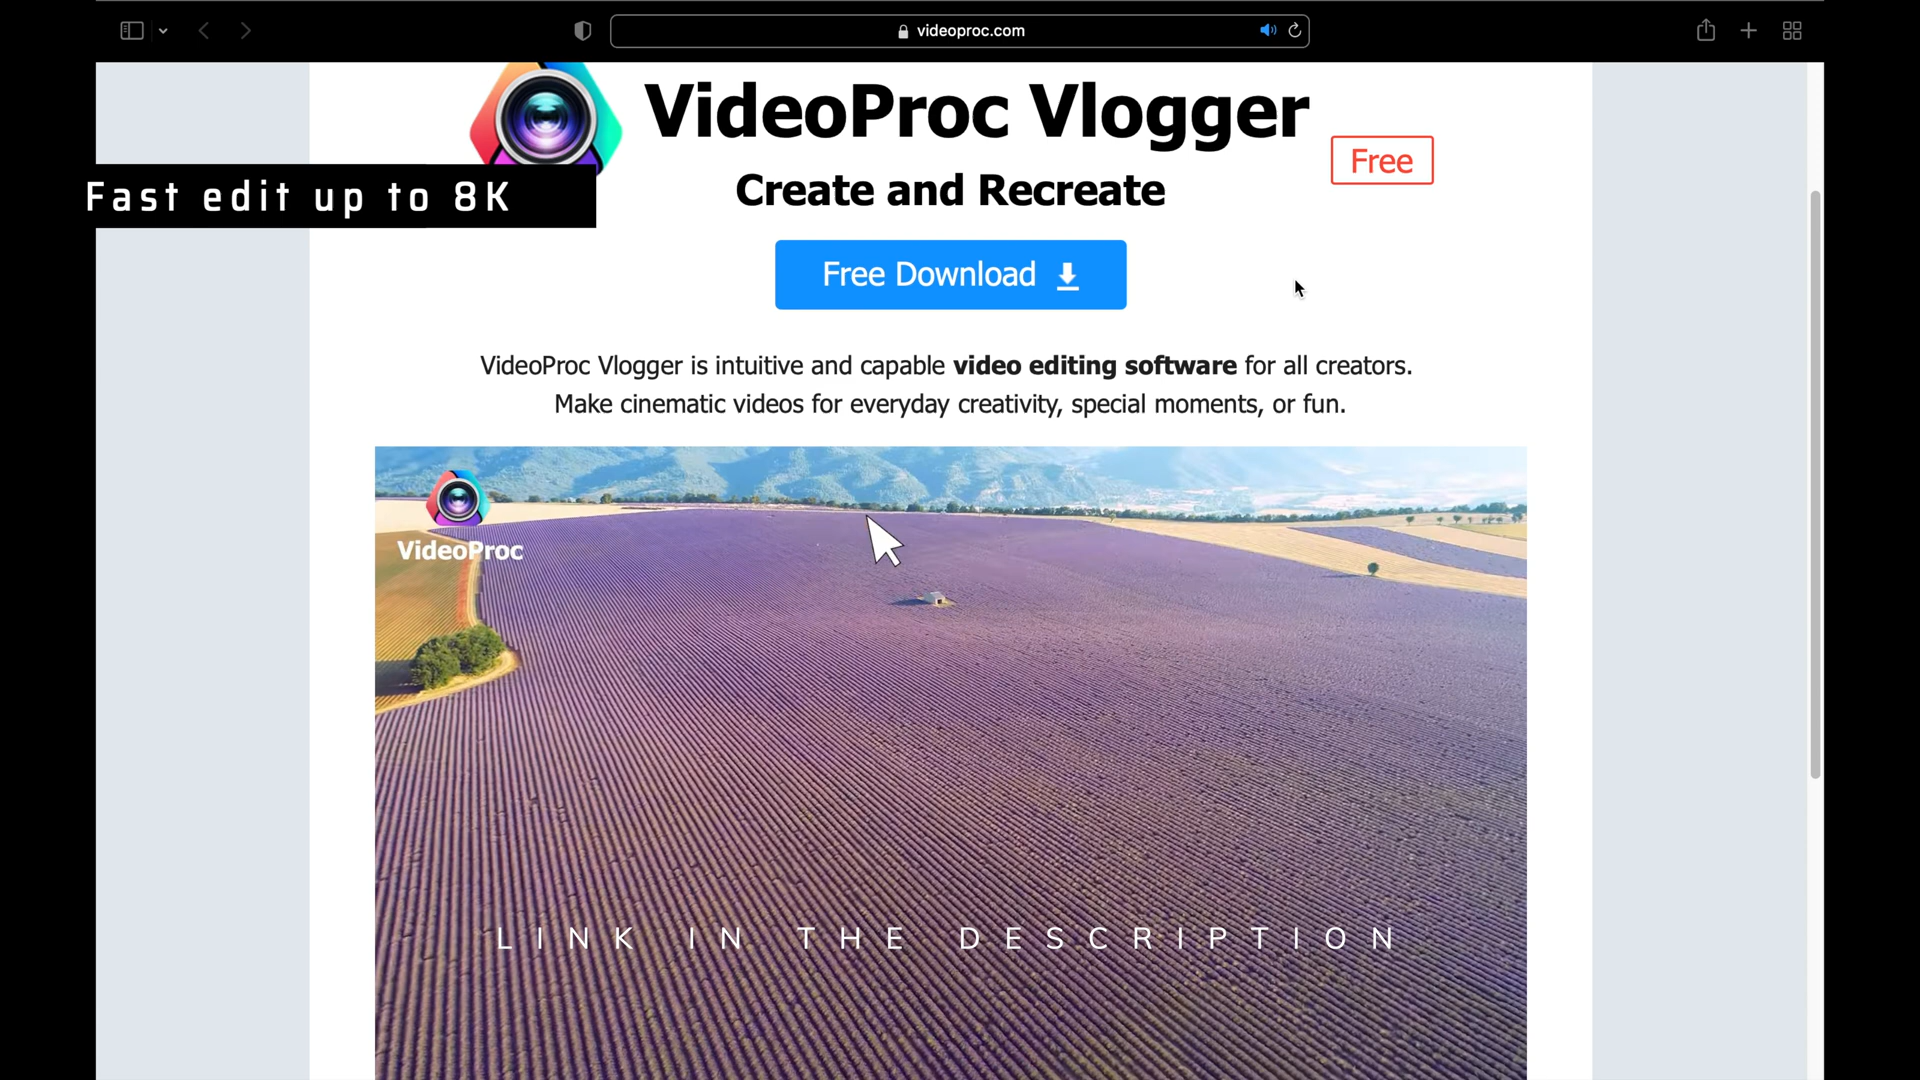 videoproc.com
VideoProc Vlogger
Free
Fast edit up to 8K
Create and Recreate
Free Download
VideoProc Vlogger is intuitive and capable video editing software for all creators.
Make cinematic videos for everyday creativity, special moments, or fun.
VideoProc
LINK IN THE DESCRIPTION